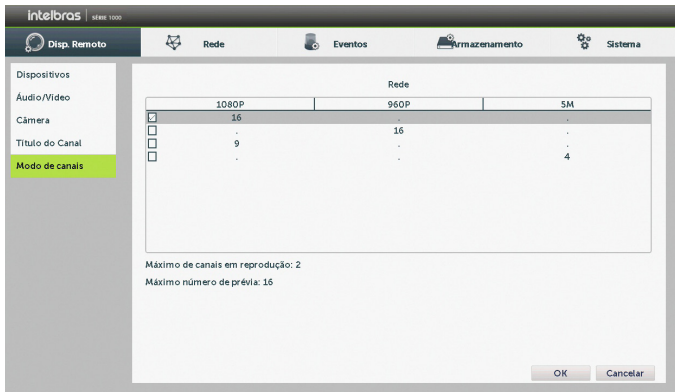 intelbras | SÉRIE 1000
Disp. Remoto Rede Eventos Armazenamento Sistema
Dispositivos
Áudio/Vídeo
Câmera
Título do Canal
Modo de canais
Rede
1080P 960P 5M
16 . .
. 16 .
9 . .
. . 4
Máximo de canais em reprodução: 2
Máximo número de prévia: 16
OK Cancelar